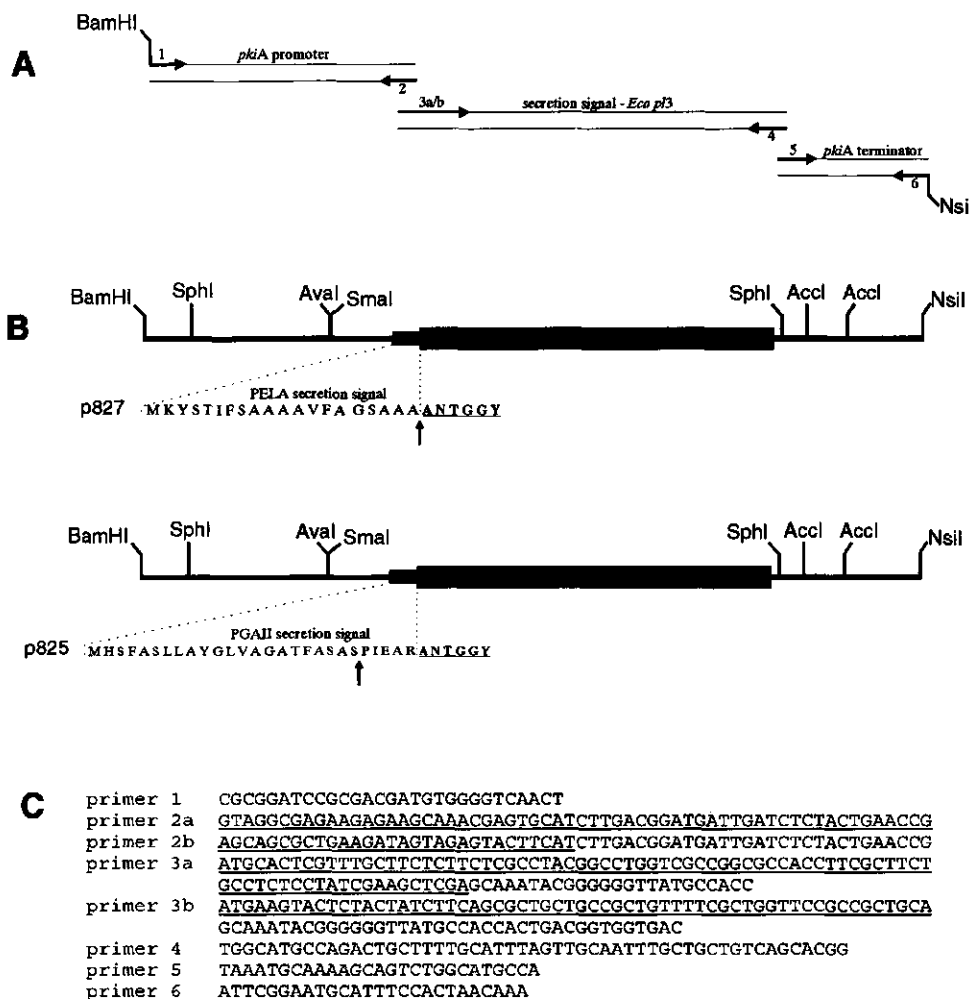 A
BamHI
1
pkiA promoter
2
3a/b
secretion signal - Eca pl3
4
5
pkiA terminator
6
Nsi
B
BamHI SphI AvaI SmaI SphI AccI AccI NsiI
PELA secretion signal
p827 MKYSTIFSAAAAVFAGSAAAANTGGY
BamHI SphI AvaI SmaI SphI AccI AccI NsiI
PGAII secretion signal
p825 MHSFASLLAYGLVAGATFASASPIEARANTGGY
C
primer 1 CGCGGATCCGCGACGATGTGGGGTCAACT
primer 2a GTAGGCGAGAAGAGAAGCAAACGAGTGCATCTTGACGGATGATTGATCTCTACTGAACCG
primer 2b AGCAGCGCTGAAGATAGTAGAGTACTTCATCTTGACGGATGATTGATCTCTACTGAACCG
primer 3a ATGCACTCGTTTGCTTCTCTTCTCGCCTACGGCCTGGTCGCCGGCGCCACCTTCGCTTCT
GCCTCTCCTATCGAAGCTCGAGCAAATACGGGGGGTTATGCCACC
primer 3b ATGAAGTACTCTACTATCTTCAGCGCTGCTGCCGCTGTTTTCGCTGGTTCCGCCGCTGCA
GCAAATACGGGGGGTTATGCCACCACTGACGGTGGTGAC
primer 4 TGGCATGCCAGACTGCTTTTGCATTTAGTTGCAATTTGCTGCTGTCAGCACGG
primer 5 TAAATGCAAAAGCAGTCTGGCATGCCA
primer 6 ATTCGGAATGCATTTCCACTAACAAA